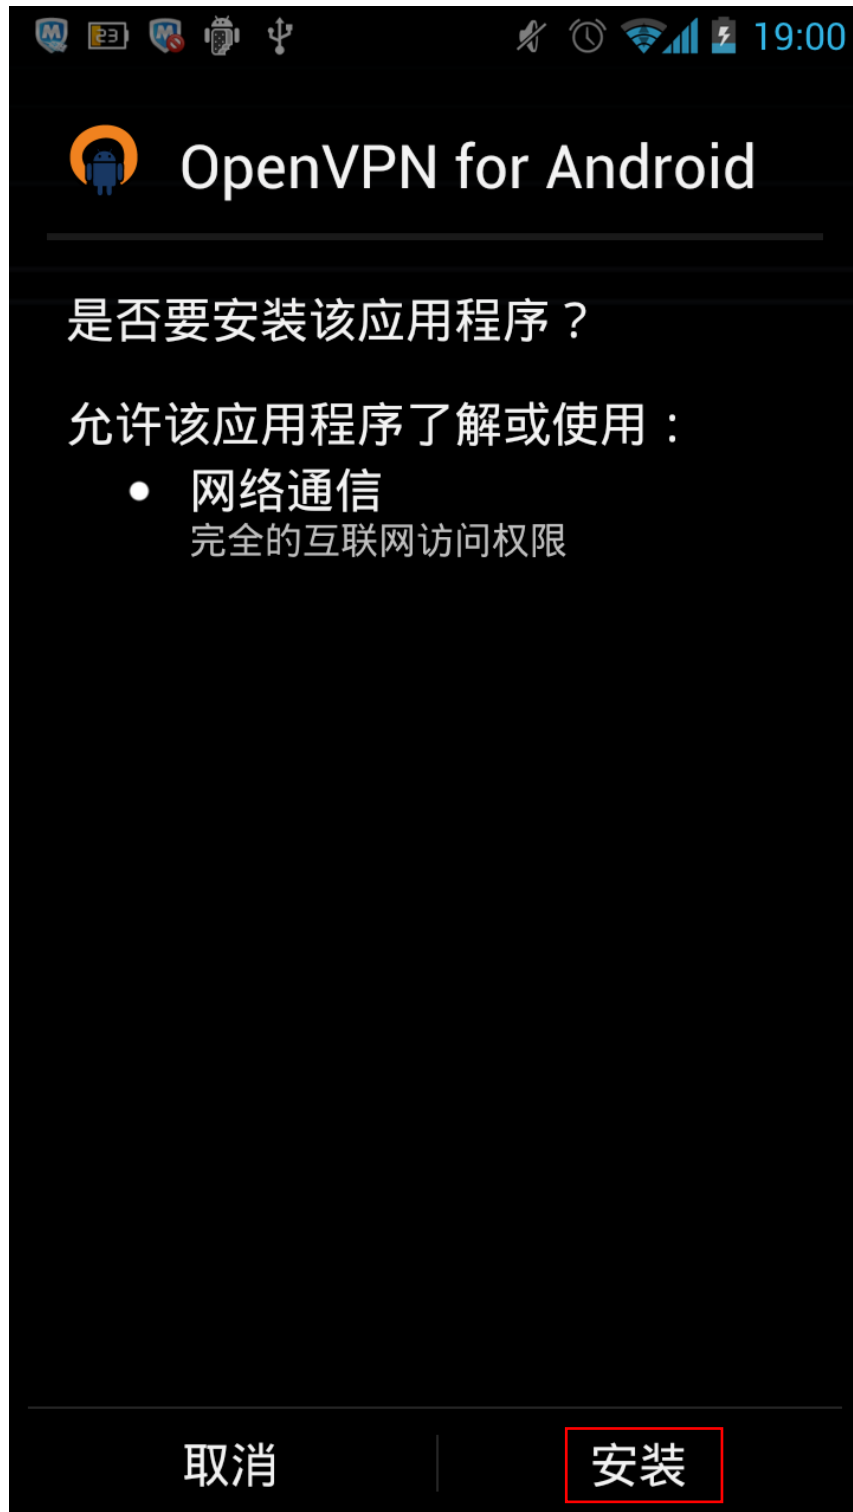 23
19:00
OpenVPN for Android
是否要安装该应用程序？
允许该应用程序了解或使用：
网络通信
完全的互联网访问权限
取消
安装